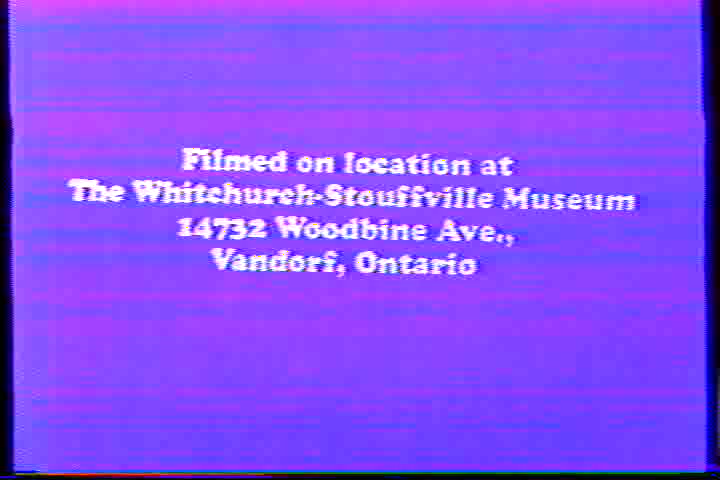 Filmed on location at
The Whitchurch-Stouffville Museum
14732 Woodbine Ave.,
Vandorf, Ontario